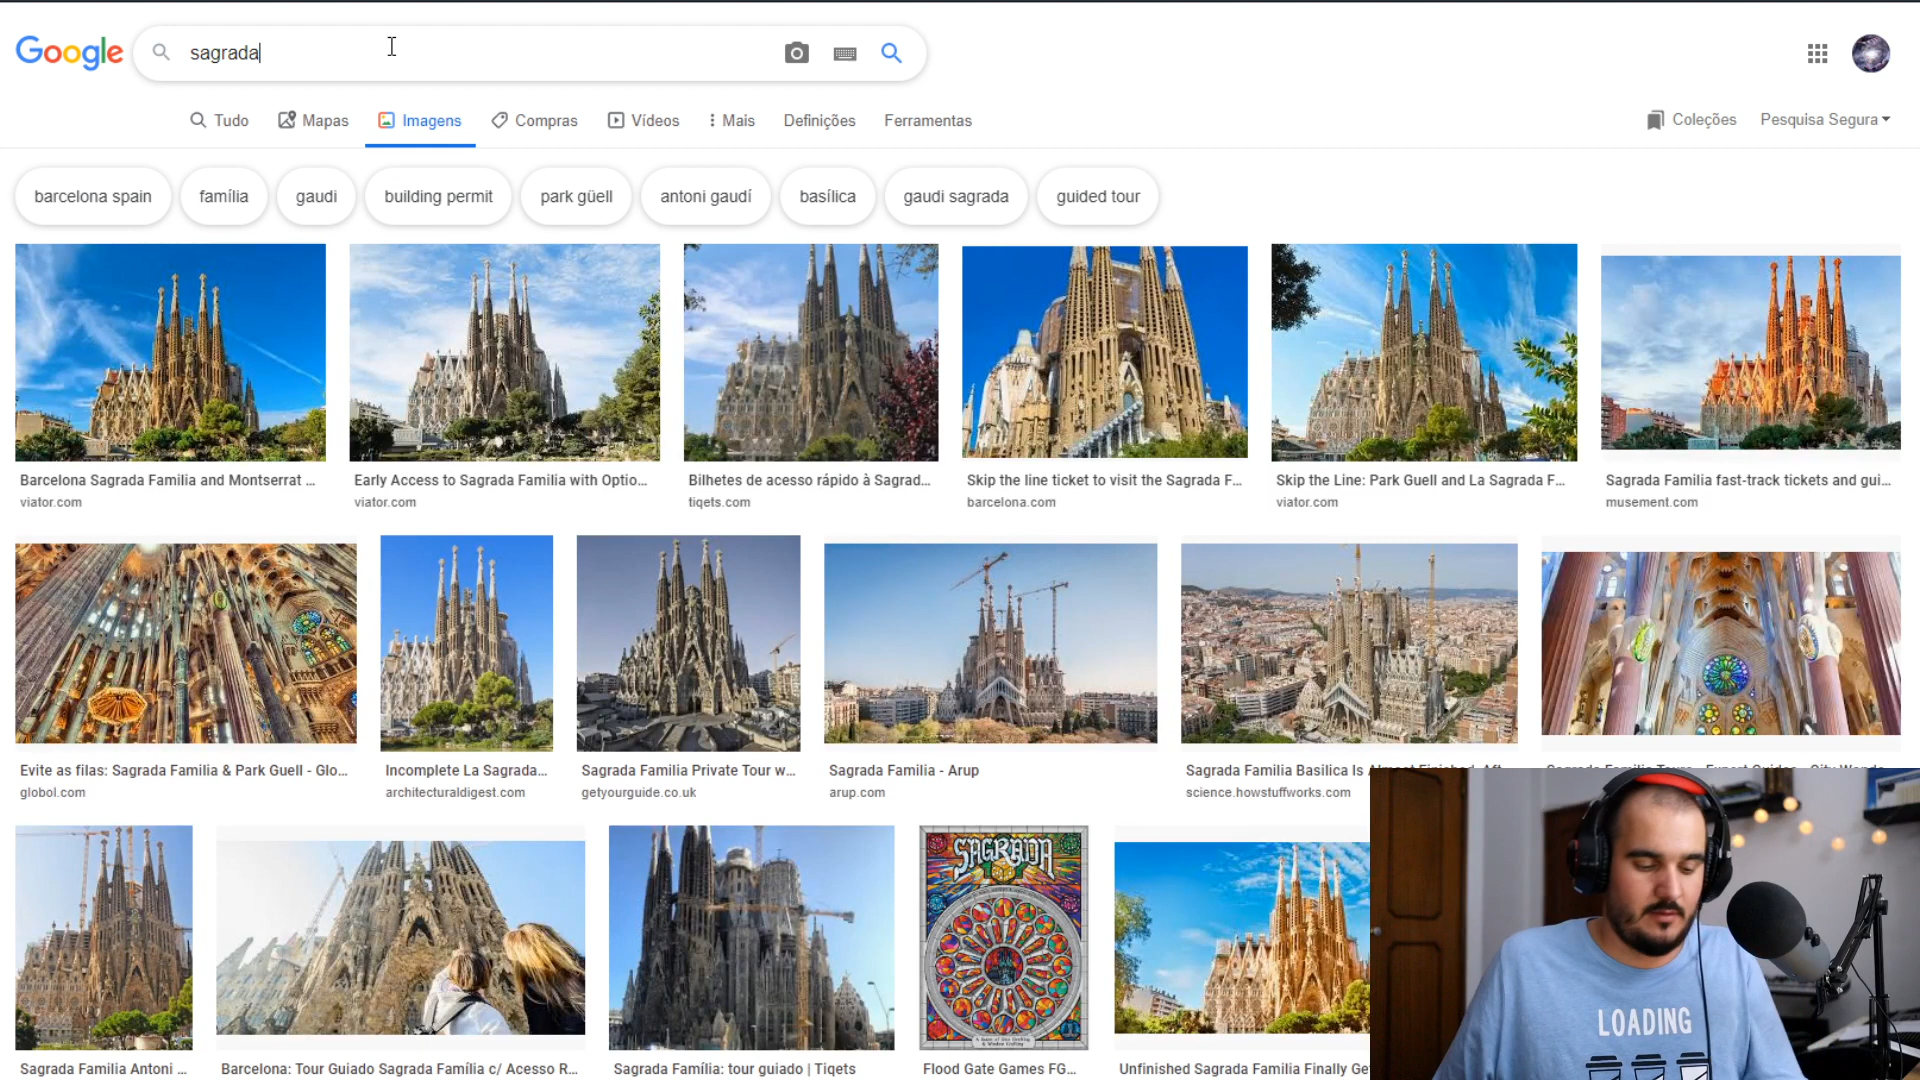 Google
sagrada
Tudo Mapas Imagens Compras Vídeos Mais Definições Ferramentas Coleções Pesquisa Segura
barcelona spain família gaudi building permit park güell antoni gaudí basílica gaudi sagrada guided tour
Barcelona Sagrada Familia and Montserrat ... Early Access to Sagrada Familia with Optio... Bilhetes de acesso rápido à Sagrad... Skip the line ticket to visit the Sagrada F... Skip the Line: Park Guell and La Sagrada F... Sagrada Familia fast-track tickets and gui...
viator.com viator.com tiqets.com barcelona.com viator.com musement.com
Evite as filas: Sagrada Familia & Park Guell - Glo... Incomplete La Sagrada... Sagrada Familia Private Tour w... Sagrada Familia - Arup Sagrada Familia Basilica Is Almost Finished, Aft...
globol.com architecturaldigest.com getyourguide.co.uk arup.com science.howstuffworks.com
SAGRADA
LOADING
Sagrada Familia Antoni ... Barcelona: Tour Guiado Sagrada Família c/ Acesso R... Sagrada Família: tour guiado | Tiqets Flood Gate Games FG... Unfinished Sagrada Familia Finally Ge